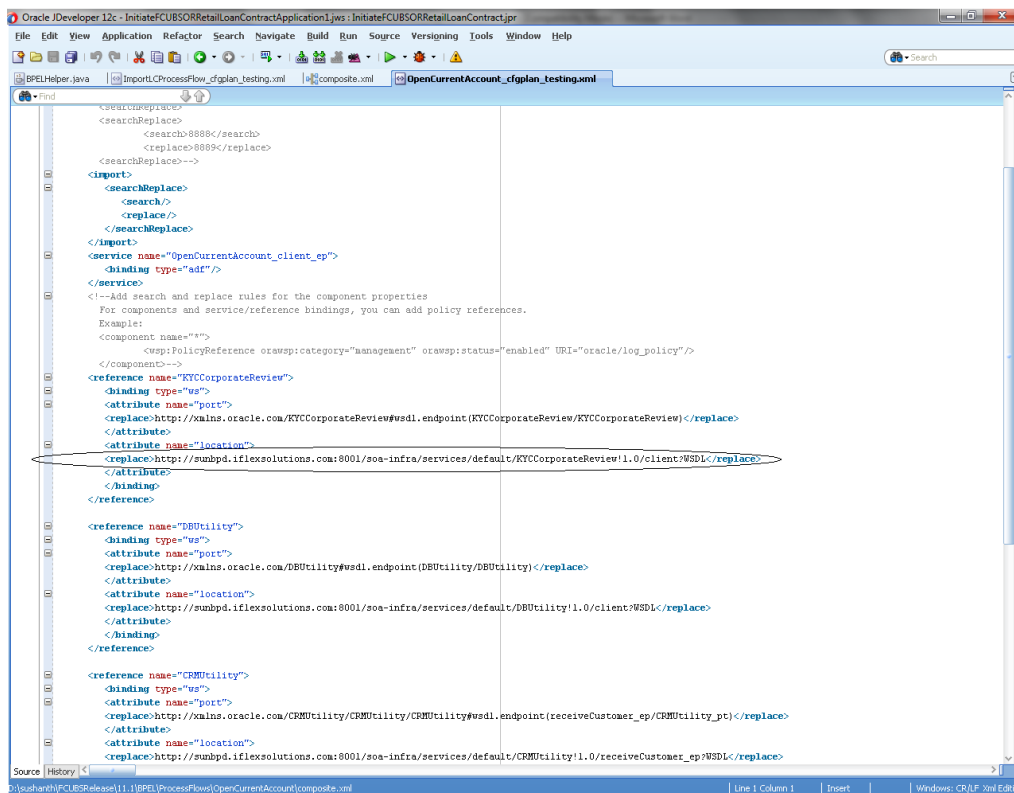 Oracle JDeveloper 12c - InitiateFCUBSORRetailLoanContractApplication1.jws : InitiateFCUBSORRetailLoanContract.jpr
File Edit View Application Refactor Search Navigate Build Run Source Versioning Tools Window Help
Search
BPELHelper.java ImportLCProcessFlow_cfgplan_testing.xml composite.xml OpenCurrentAccount_cfgplan_testing.xml
Find
<searchReplace>
<searchReplace>
<search>8888</search>
<replace>8889</replace>
<searchReplace>-->
<import>
<searchReplace>
<search/>
<replace/>
</searchReplace>
</import>
<service name="OpenCurrentAccount_client_ep">
<binding type="adf"/>
</service>
<!--Add search and replace rules for the component properties
For components and service/reference bindings, you can add policy references.
Example:
<component name="*">
<wsp:PolicyReference orawsp:category="management" orawsp:status="enabled" URI="oracle/log_policy"/>
</component>-->
<reference name="KYCCorporateReview">
<binding type="ws">
<attribute name="port">
<replace>http://xmlns.oracle.com/KYCCorporateReview#wsdl.endpoint(KYCCorporateReview/KYCCorporateReview)</replace>
</attribute>
<attribute name="location">
<replace>http://sunbpd.iflexsolutions.com:8001/soa-infra/services/default/KYCCorporateReview!1.0/client?WSDL</replace>
</attribute>
</binding>
</reference>
<reference name="DBUtility">
<binding type="ws">
<attribute name="port">
<replace>http://xmlns.oracle.com/DBUtility#wsdl.endpoint(DBUtility/DBUtility)</replace>
</attribute>
<attribute name="location">
<replace>http://sunbpd.iflexsolutions.com:8001/soa-infra/services/default/DBUtility!1.0/client?WSDL</replace>
</attribute>
</binding>
</reference>
<reference name="CRMUtility">
<binding type="ws">
<attribute name="port">
<replace>http://xmlns.oracle.com/CRMUtility/CRMUtility/CRMUtility#wsdl.endpoint(receiveCustomer_ep/CRMUtility_pt)</replace>
</attribute>
<attribute name="location">
<replace>http://sunbpd.iflexsolutions.com:8001/soa-infra/services/default/CRMUtility!1.0/receiveCustomer_ep?WSDL</replace>
Source History
D:\sushanth\FCUBSRelease\11.1\BPEL\ProcessFlows\OpenCurrentAccount\composite.xml Line 1 Column 1 Insert Windows: CR/LF Xml Editi